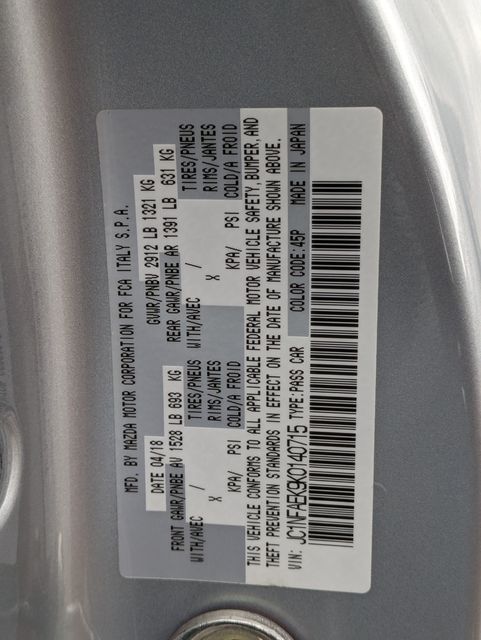 MFD. BY MAZDA MOTOR CORPORATION FOR FCA ITALY S.P.A.
DATE 04/18 GVWR/PNBV 2912 LB 1321 KG
FRONT GAWR/PNBE AV 1528 LB 693 KG REAR GAWR/PNBE AR 1391 LB 631 KG
WITH/AVEC TIRES/PNEUS WITH/AVEC TIRES/PNEUS
/ X RIMS/JANTES / X RIMS/JANTES
KPA/ PSI COLD/A FROID KPA/ PSI COLD/A FROID
THIS VEHICLE CONFORMS TO ALL APPLICABLE FEDERAL MOTOR VEHICLE SAFETY, BUMPER, AND
THEFT PREVENTION STANDARDS IN EFFECT ON THE DATE OF MANUFACTURE SHOWN ABOVE.
VIN: JC1NFAEK9K0140715 TYPE:PASS CAR COLOR CODE:45P MADE IN JAPAN